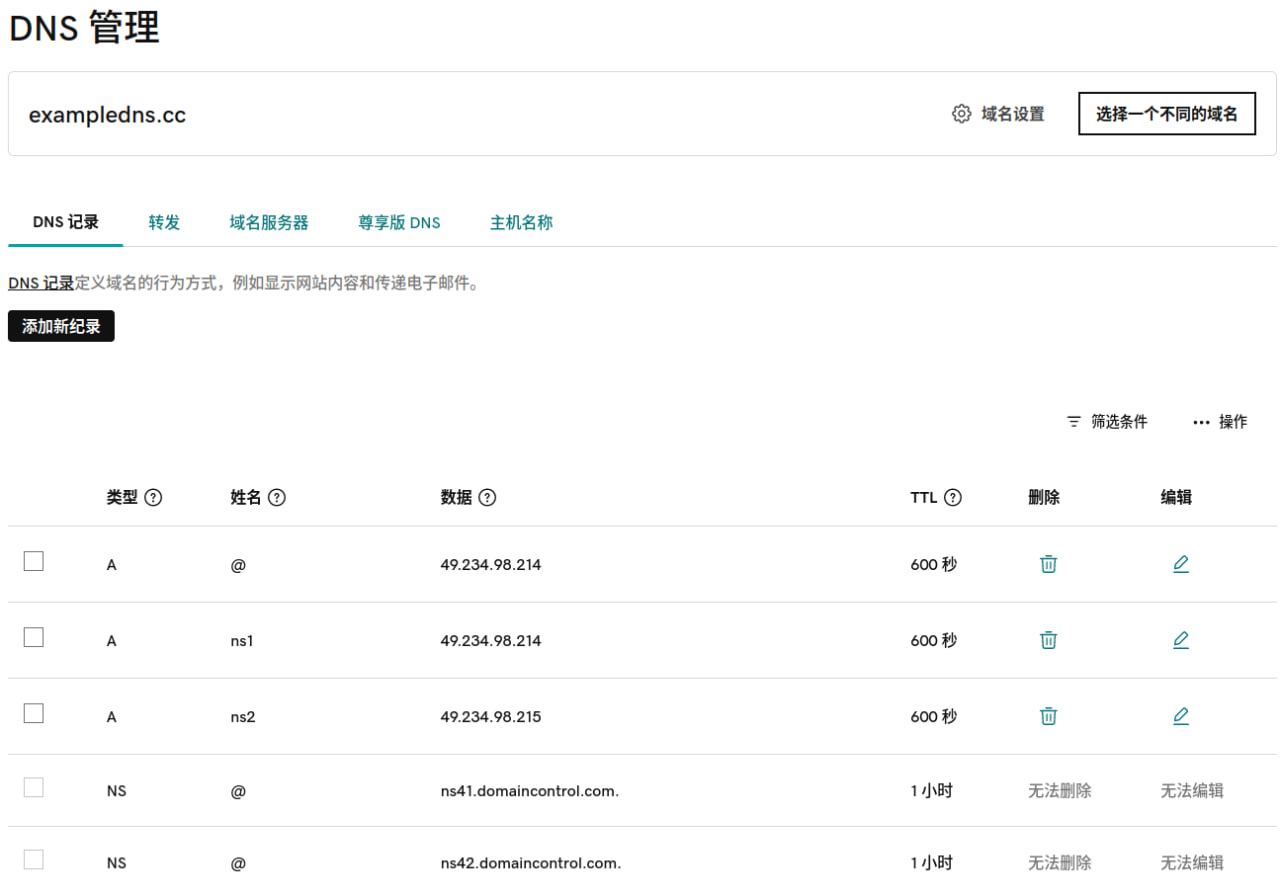 DNS 管理
exampledns.cc
域名设置
选择一个不同的域名
DNS 记录 转发 域名服务器 尊享版 DNS 主机名称
DNS 记录定义域名的行为方式，例如显示网站内容和传递电子邮件。
添加新纪录
筛选条件 ••• 操作
类型 ? 姓名 ? 数据 ? TTL ? 删除 编辑
A @ 49.234.98.214 600 秒
A ns1 49.234.98.214 600 秒
A ns2 49.234.98.215 600 秒
NS @ ns41.domaincontrol.com. 1 小时 无法删除 无法编辑
NS @ ns42.domaincontrol.com. 1 小时 无法删除 无法编辑